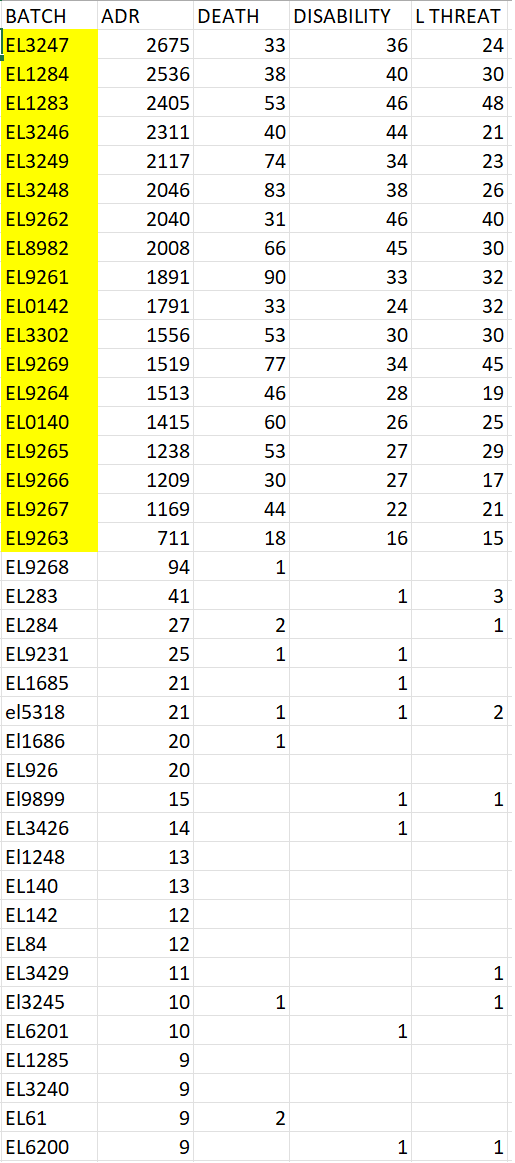 BATCH ADR DEATH DISABILITY L THREAT
EL3247 2675 33 36 24
EL1284 2536 38 40 30
EL1283 2405 53 46 48
EL3246 2311 40 44 21
EL3249 2117 74 34 23
EL3248 2046 83 38 26
EL9262 2040 31 46 40
EL8982 2008 66 45 30
EL9261 1891 90 33 32
EL0142 1791 33 24 32
EL3302 1556 53 30 30
EL9269 1519 77 34 45
EL9264 1513 46 28 19
EL0140 1415 60 26 25
EL9265 1238 53 27 29
EL9266 1209 30 27 17
EL9267 1169 44 22 21
EL9263 711 18 16 15
EL9268 94 1
EL283 41 1 3
EL284 27 2 1
EL9231 25 1 1
EL1685 21 1
el5318 21 1 1 2
El1686 20 1
EL926 20
El9899 15 1 1
EL3426 14 1
El1248 13
EL140 13
EL142 12
EL84 12
EL3429 11 1
El3245 10 1 1
EL6201 10 1
EL1285 9
EL3240 9
EL61 9 2
EL6200 9 1 1